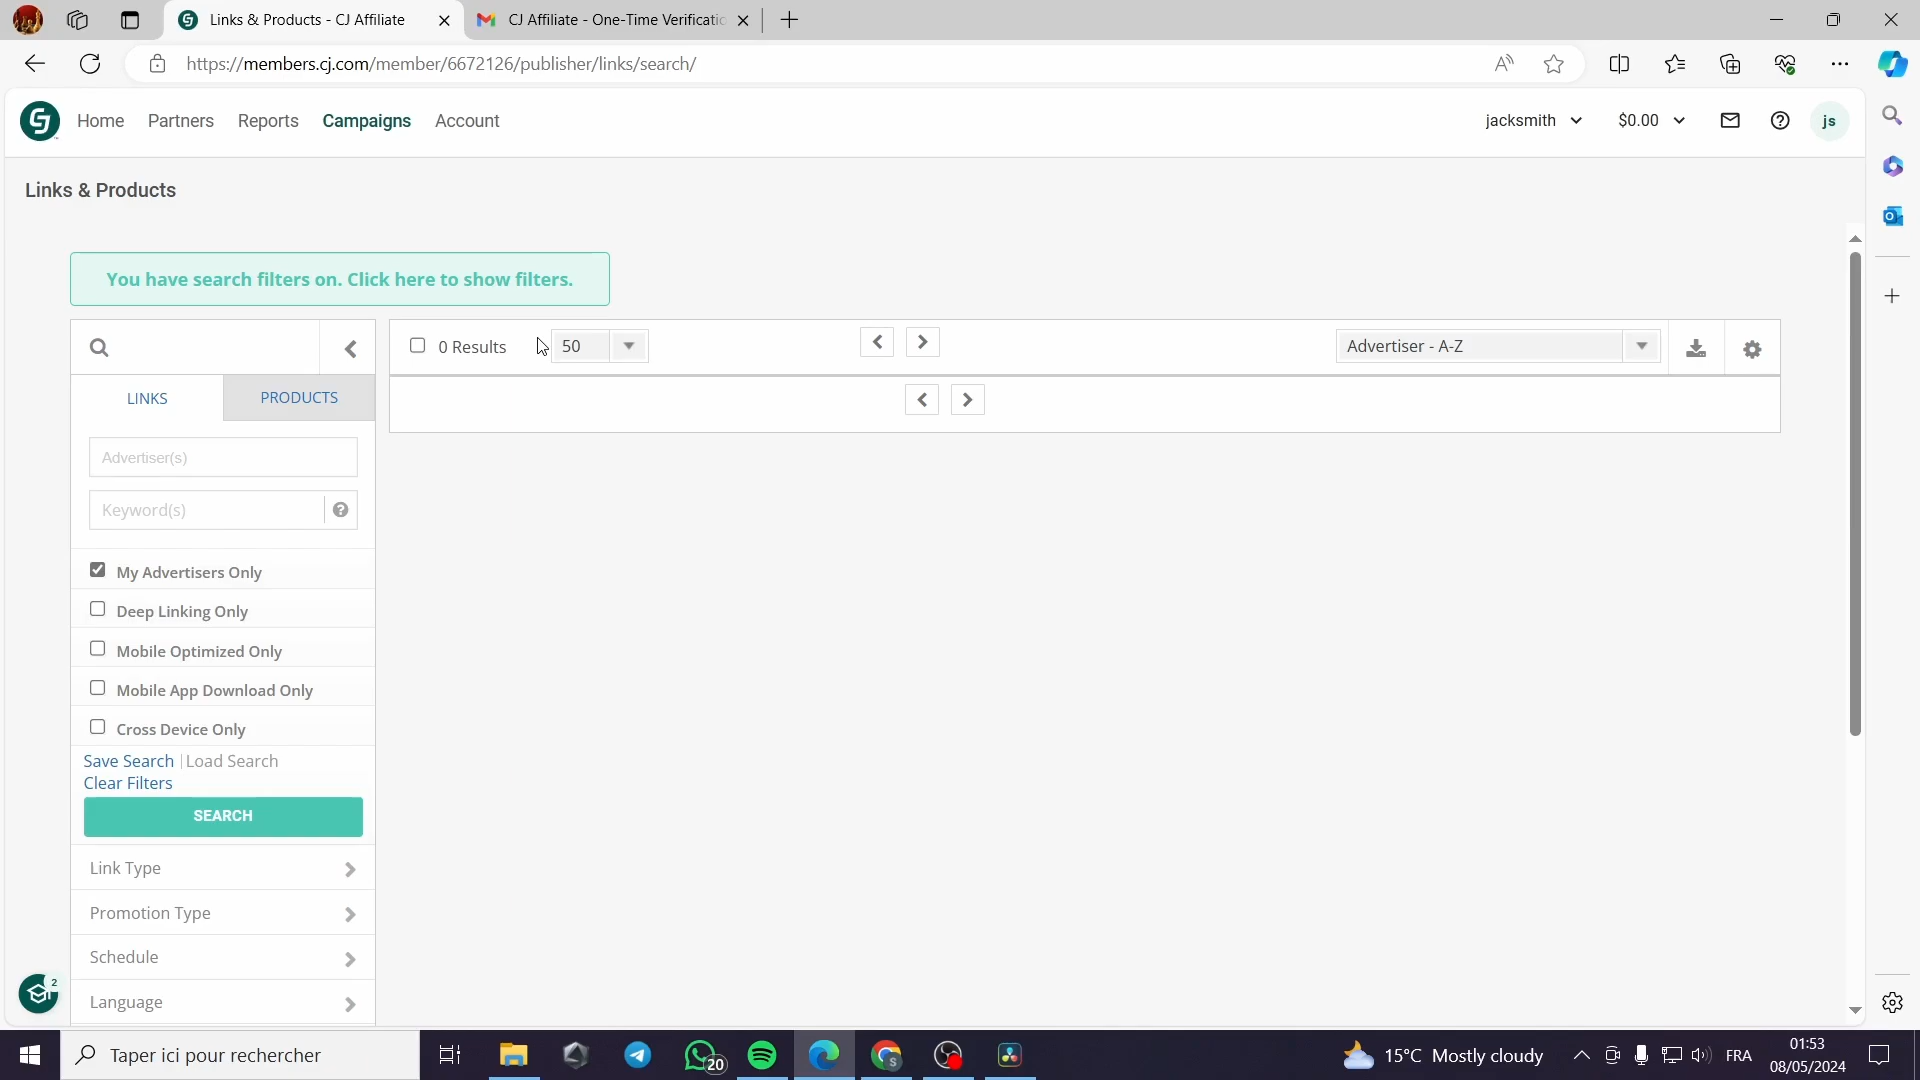 Links & Products - CJ Affiliate
CJ Affiliate - One-Time Verificatio
https://members.cj.com/member/6672126/publisher/links/search/
Home
Partners
Reports
Campaigns
Account
jacksmith
$0.00
js
Links & Products
You have search filters on. Click here to show filters.
0 Results
50
Advertiser - A-Z
LINKS
PRODUCTS
Advertiser(s)
Keyword(s)
My Advertisers Only
Deep Linking Only
Mobile Optimized Only
Mobile App Download Only
Cross Device Only
Save Search | Load Search
Clear Filters
SEARCH
Link Type
Promotion Type
Schedule
Language
2
Taper ici pour rechercher
20
15°C Mostly cloudy
FRA
01:53
08/05/2024